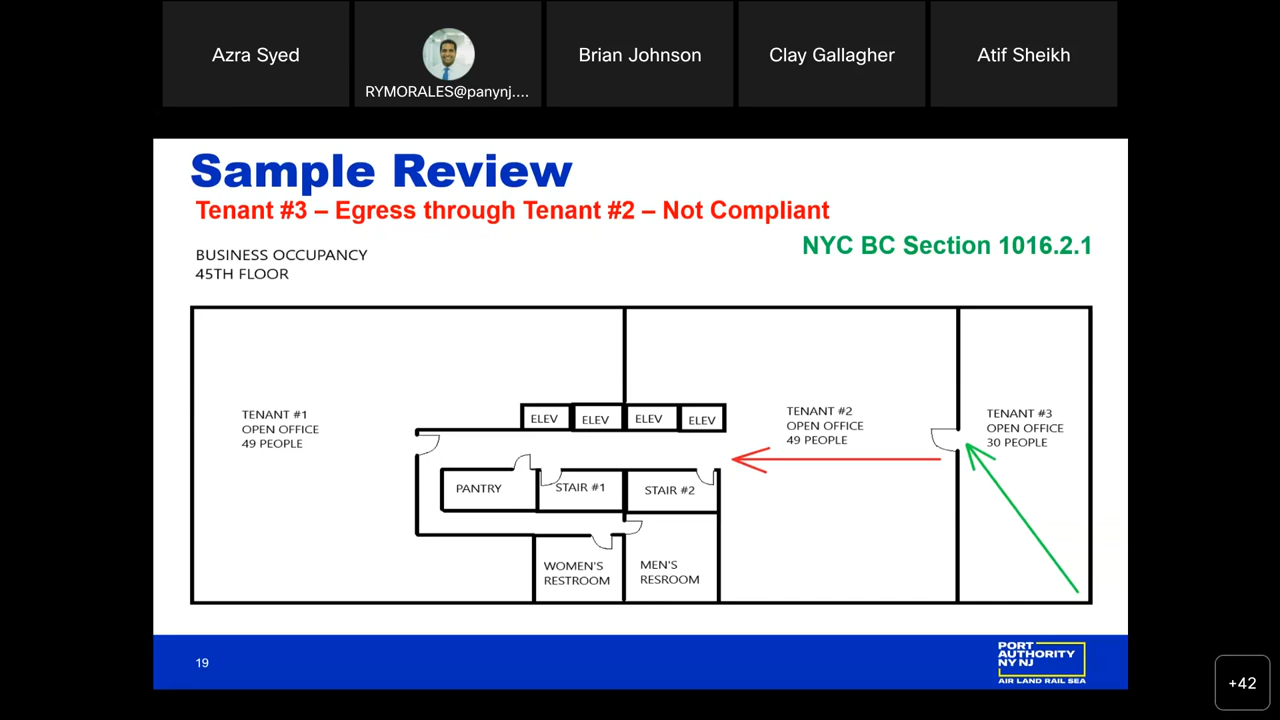 Azra Syed
RYMORALES@panynj....
Brian Johnson
Clay Gallagher
Atif Sheikh
Sample Review
Tenant #3 – Egress through Tenant #2 – Not Compliant
NYC BC Section 1016.2.1
BUSINESS OCCUPANCY
45TH FLOOR
TENANT #1
OPEN OFFICE
49 PEOPLE
ELEV
ELEV
ELEV
ELEV
TENANT #2
OPEN OFFICE
49 PEOPLE
TENANT #3
OPEN OFFICE
30 PEOPLE
PANTRY
STAIR #1
STAIR #2
WOMEN'S
RESTROOM
MEN'S
RESROOM
19
PORT
AUTHORITY
NY NJ
AIR LAND RAIL SEA
+42